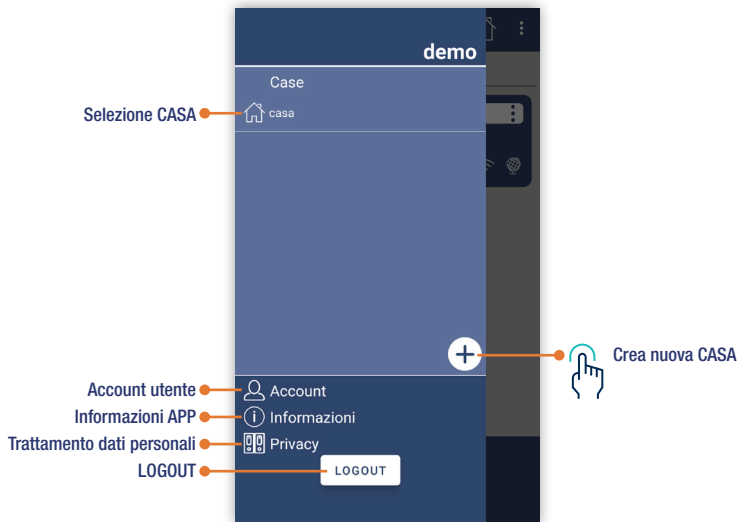 demo
Case
Selezione CASA
casa
Crea nuova CASA
Account utente
Account
Informazioni APP
Informazioni
Trattamento dati personali
Privacy
LOGOUT
LOGOUT